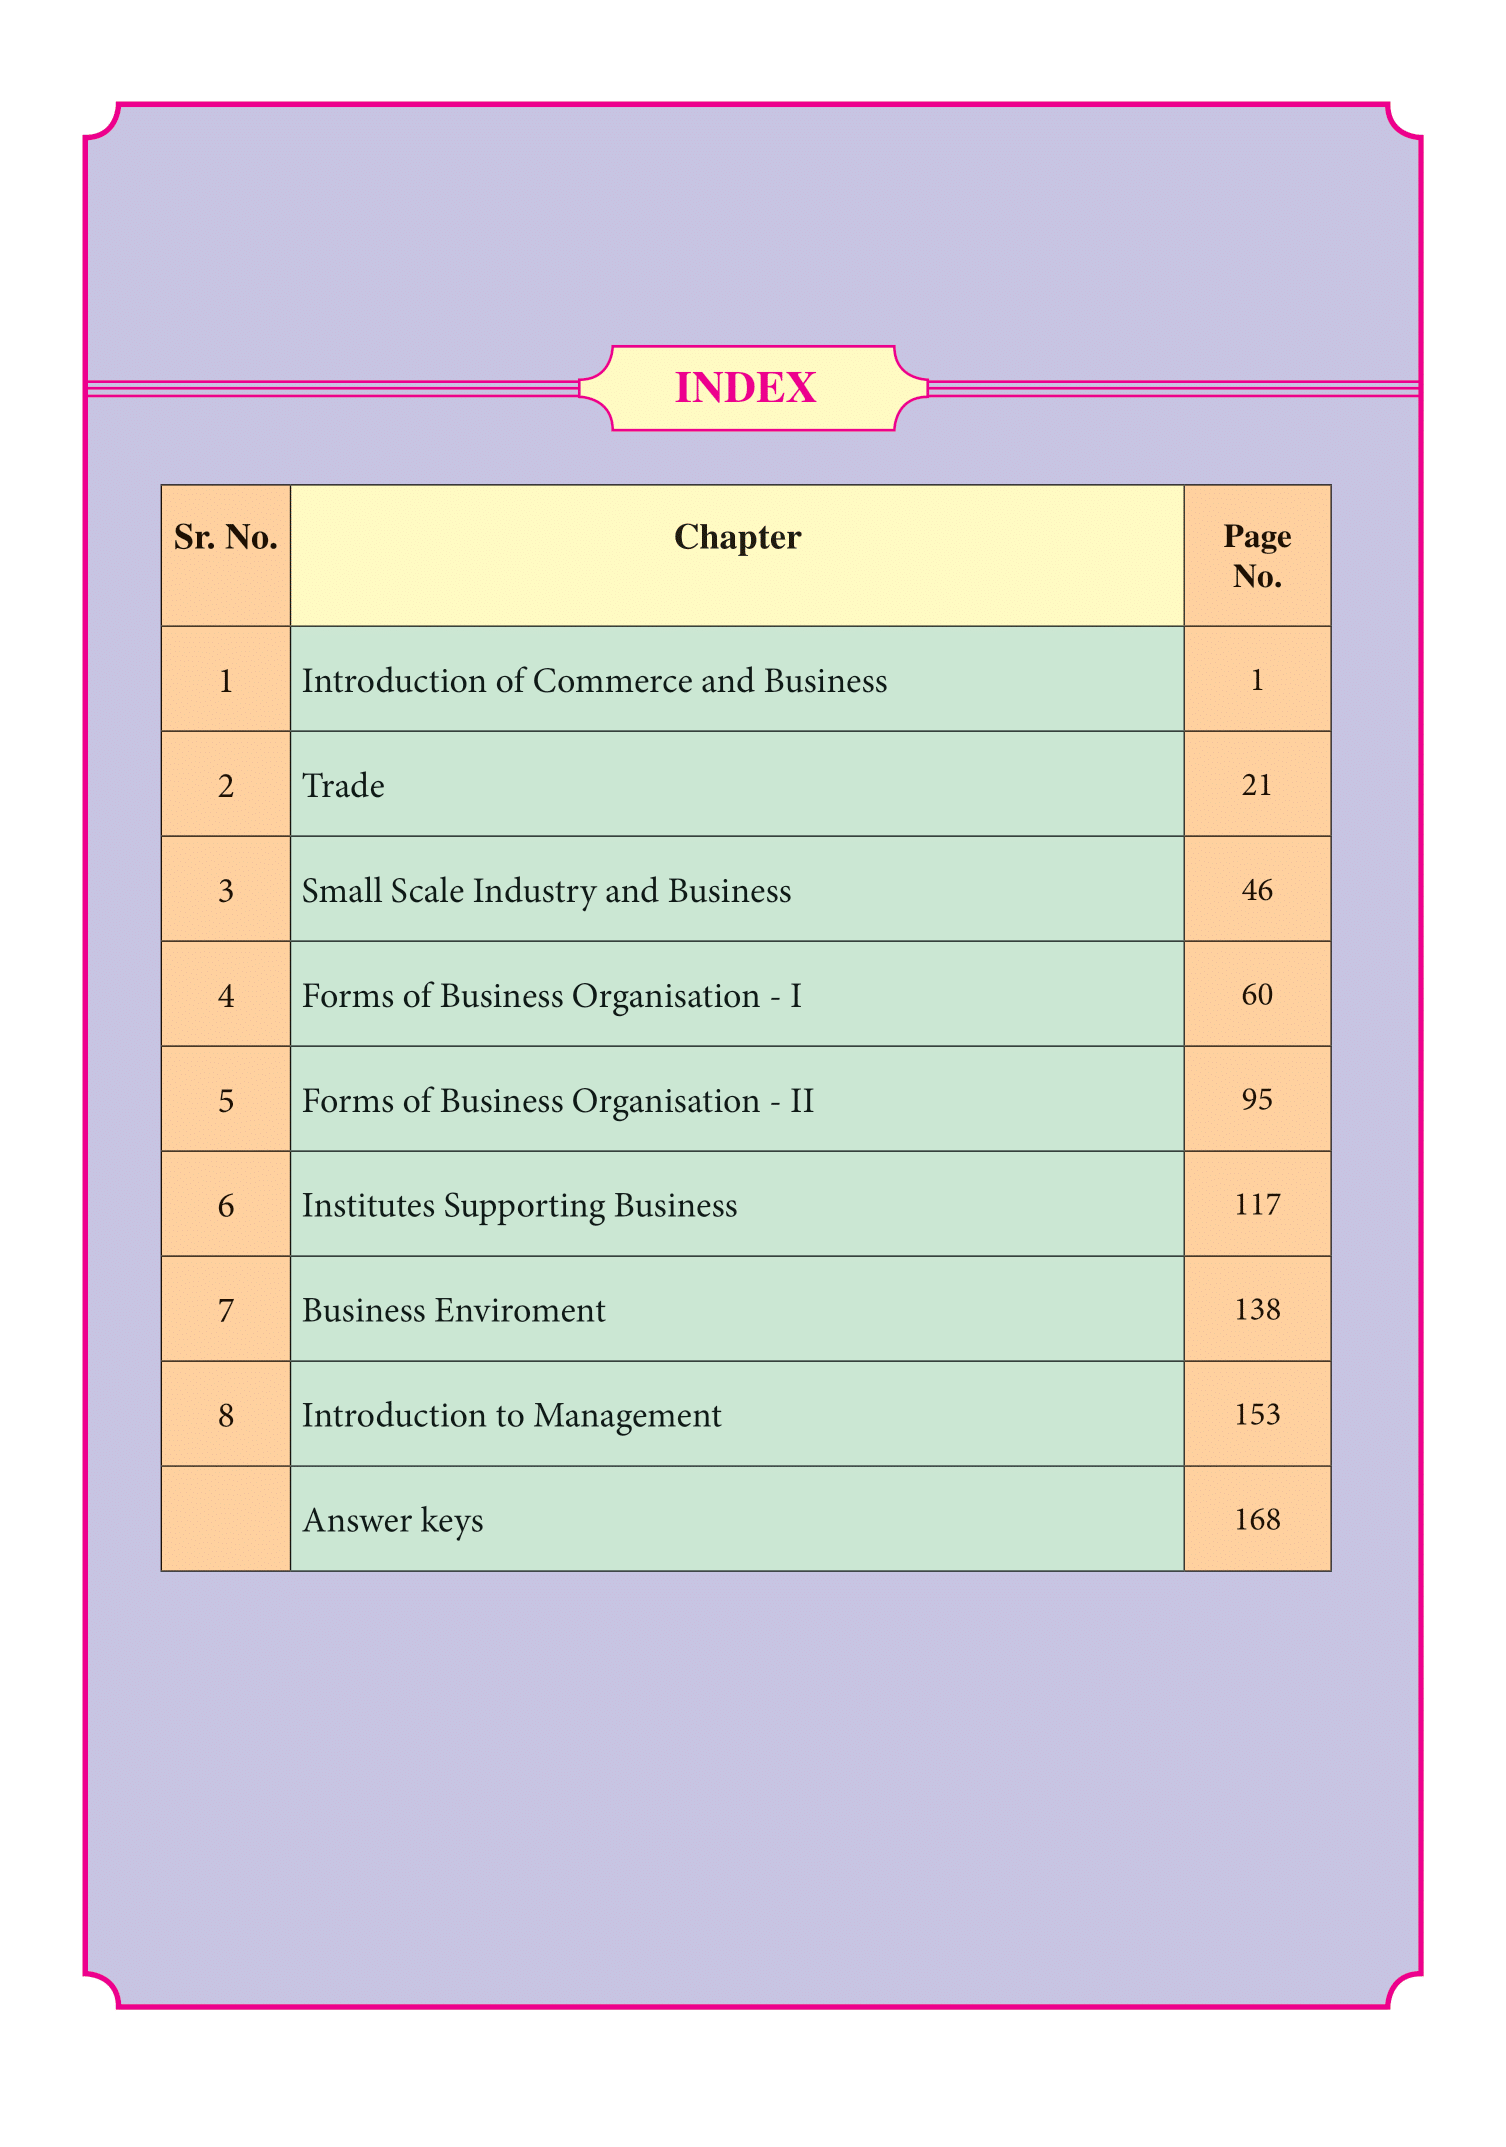 INDEX
Sr. No. Chapter Page
No.
1 Introduction of Commerce and Business 1
2 Trade 21
3 Small Scale Industry and Business 46
4 Forms of Business Organisation - I 60
5 Forms of Business Organisation - II 95
6 Institutes Supporting Business 117
7 Business Enviroment 138
8 Introduction to Management 153
Answer keys 168